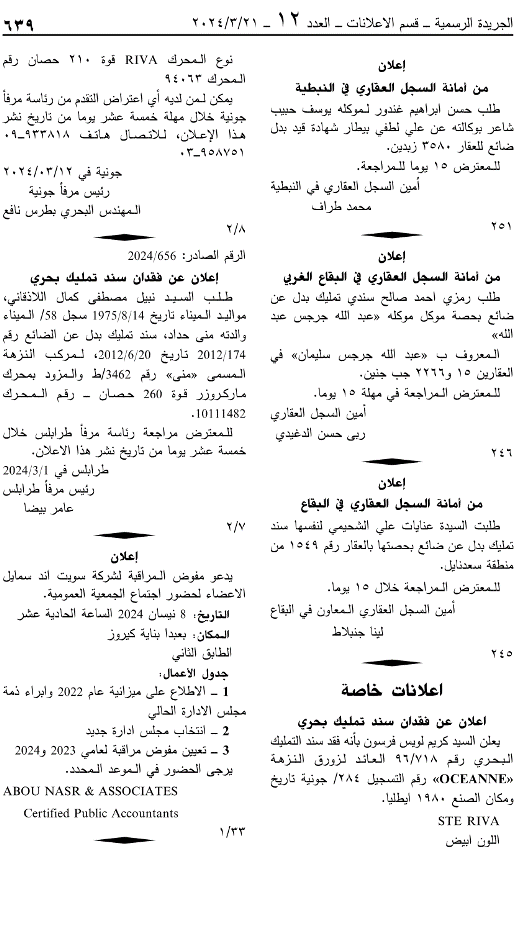 الجريدة الرسمية ــ قسم الاعلانات ــ العدد ١٢ ــ ٢٠٢٤/٣/٢١
٦٣٩
إعلان
من أمانة السجل العقاري في النبطية
طلب حسن ابراهيم غندور لموكله يوسف حبيب
شاعر بوكالته عن علي لطفي بيطار شهادة قيد بدل
ضائع للعقار ٣٥٨٠ زبدين.
للمعترض ١٥ يوما للمراجعة.
أمين السجل العقاري في النبطية
محمد طراف
٢٥١
إعلان
من أمانة السجل العقاري في البقاع الغربي
طلب رمزي احمد صالح سندي تمليك بدل عن
ضائع بحصة موكل موكله «عبد الله جرجس عبد
الله»
المعروف ب «عبد الله جرجس سليمان» في
العقارين ١٥ و٢٢٦٦ جب جنين.
للمعترض المراجعة في مهلة ١٥ يوما.
أمين السجل العقاري
ربى حسن الدغيدي
٢٤٦
إعلان
من أمانة السجل العقاري في البقاع
طلبت السيدة عنايات علي الشحيمي لنفسها سند
تمليك بدل عن ضائع بحصتها بالعقار رقم ١٥٤٩ من
منطقة سعدنايل.
للمعترض المراجعة خلال ١٥ يوما.
أمين السجل العقاري المعاون في البقاع
لينا جنبلاط
٢٤٥
اعلانات خاصة
اعلان عن فقدان سند تمليك بحري
يعلن السيد كريم لويس فرسون بأنه فقد سند التمليك
البحري رقم ٩٦/٧١٨ العائد لزورق النزهة
«OCEANNE» رقم التسجيل ٢٨٤/ جونية تاريخ
ومكان الصنع ١٩٨٠ ايطليا.
STE RIVA
اللون ابيض
نوع المحرك RIVA قوة ٢١٠ حصان رقم
المحرك ٩٤٠٦٣
يمكن لمن لديه أي اعتراض التقدم من رئاسة مرفأ
جونية خلال مهلة خمسة عشر يوما من تاريخ نشر
هذا الإعلان، للاتصال هاتف ٩٣٣٨١٨ــ٠٩
٩٥٨٧٥١ــ٠٣
جونية في ٢٠٢٤/٠٣/١٢
رئيس مرفأ جونية
المهندس البحري بطرس نافع
٢/٨
الرقم الصادر: 2024/656
إعلان عن فقدان سند تمليك بحري
طلب السيد نبيل مصطفى كمال اللاذقاني،
مواليد الميناء تاريخ 1975/8/14 سجل 58/ الميناء
والدته منى حداد، سند تمليك بدل عن الضائع رقم
2012/174 تاريخ 2012/6/20، لمركب النزهة
المسمى «منى» رقم 3462/ط والمزود بمحرك
ماركروزر قوة 260 حصان ــ رقم المحرك
10111482.
للمعترض مراجعة رئاسة مرفأ طرابلس خلال
خمسة عشر يوما من تاريخ نشر هذا الاعلان.
طرابلس في 2024/3/1
رئيس مرفأ طرابلس
عامر بيضا
٢/٧
إعلان
يدعو مفوض المراقبة لشركة سويت اند سمايل
الاعضاء لحضور اجتماع الجمعية العمومية.
التاريخ: 8 نيسان 2024 الساعة الحادية عشر
المكان: بعبدا بناية كيروز
الطابق الثاني
جدول الأعمال:
1 ــ الاطلاع على ميزانية عام 2022 وابراء ذمة
مجلس الادارة الحالي
2 ــ انتخاب مجلس ادارة جديد
3 ــ تعيين مفوض مراقبة لعامي 2023 و2024
يرجى الحضور في الموعد المحدد.
ABOU NASR & ASSOCIATES
Certified Public Accountants
١/٣٣